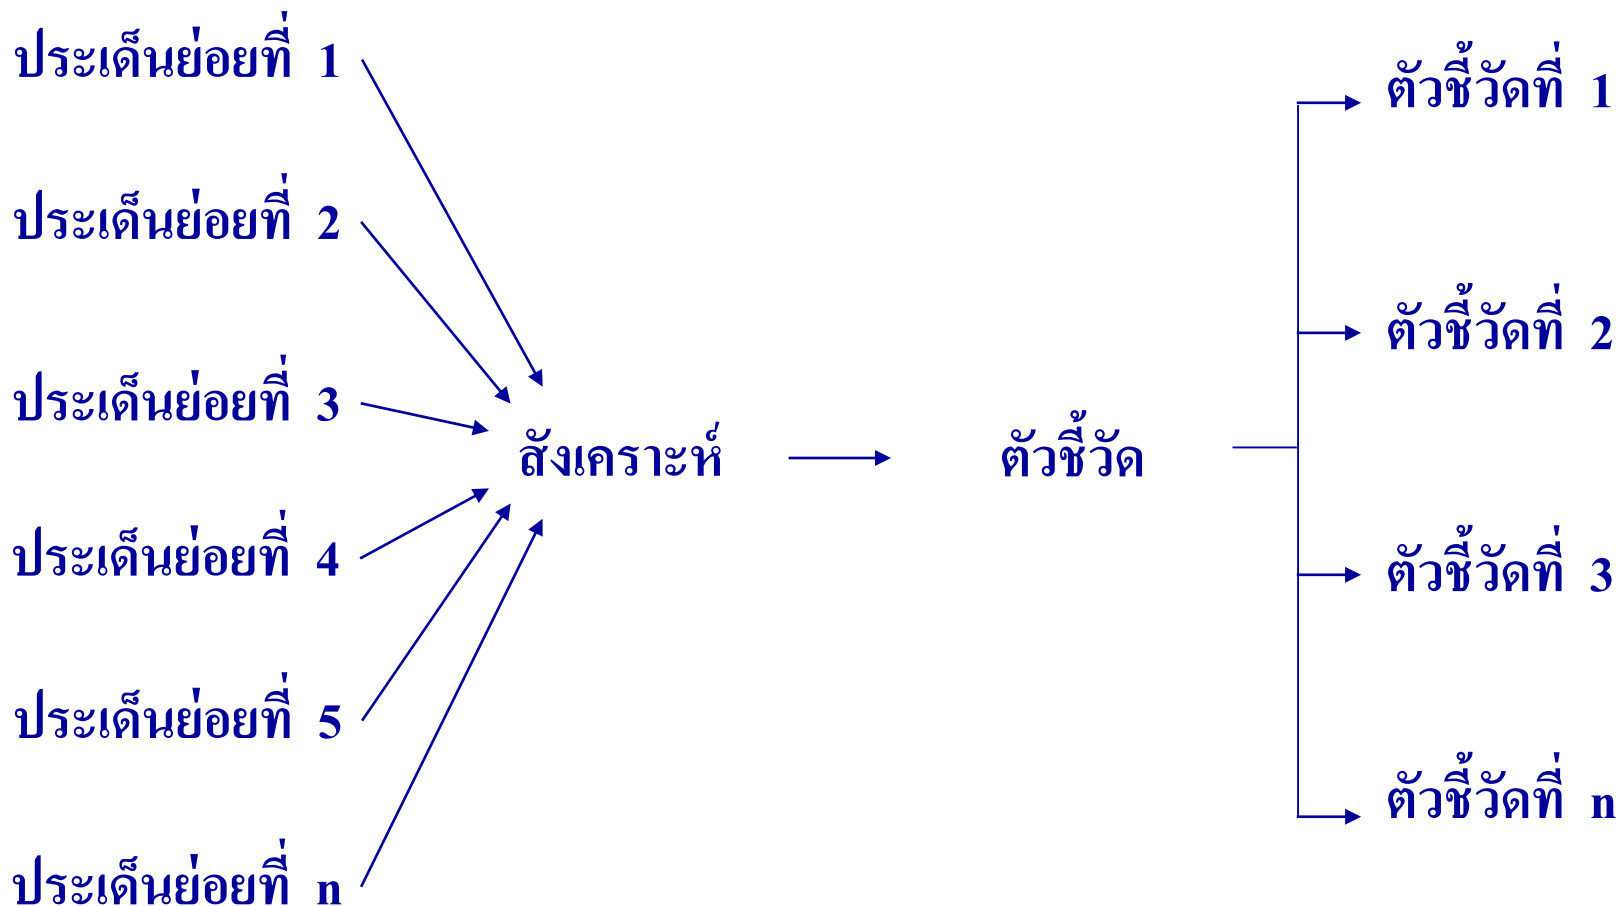 ประเด็นย่อยที่ 1
ประเด็นย่อยที่ 2
ประเด็นย่อยที่ 3
ประเด็นย่อยที่ 4
ประเด็นย่อยที่ 5
ประเด็นย่อยที่ n
สังเคราะห์
ตัวชี้วัด
ตัวชี้วัดที่ 1
ตัวชี้วัดที่ 2
ตัวชี้วัดที่ 3
ตัวชี้วัดที่ n